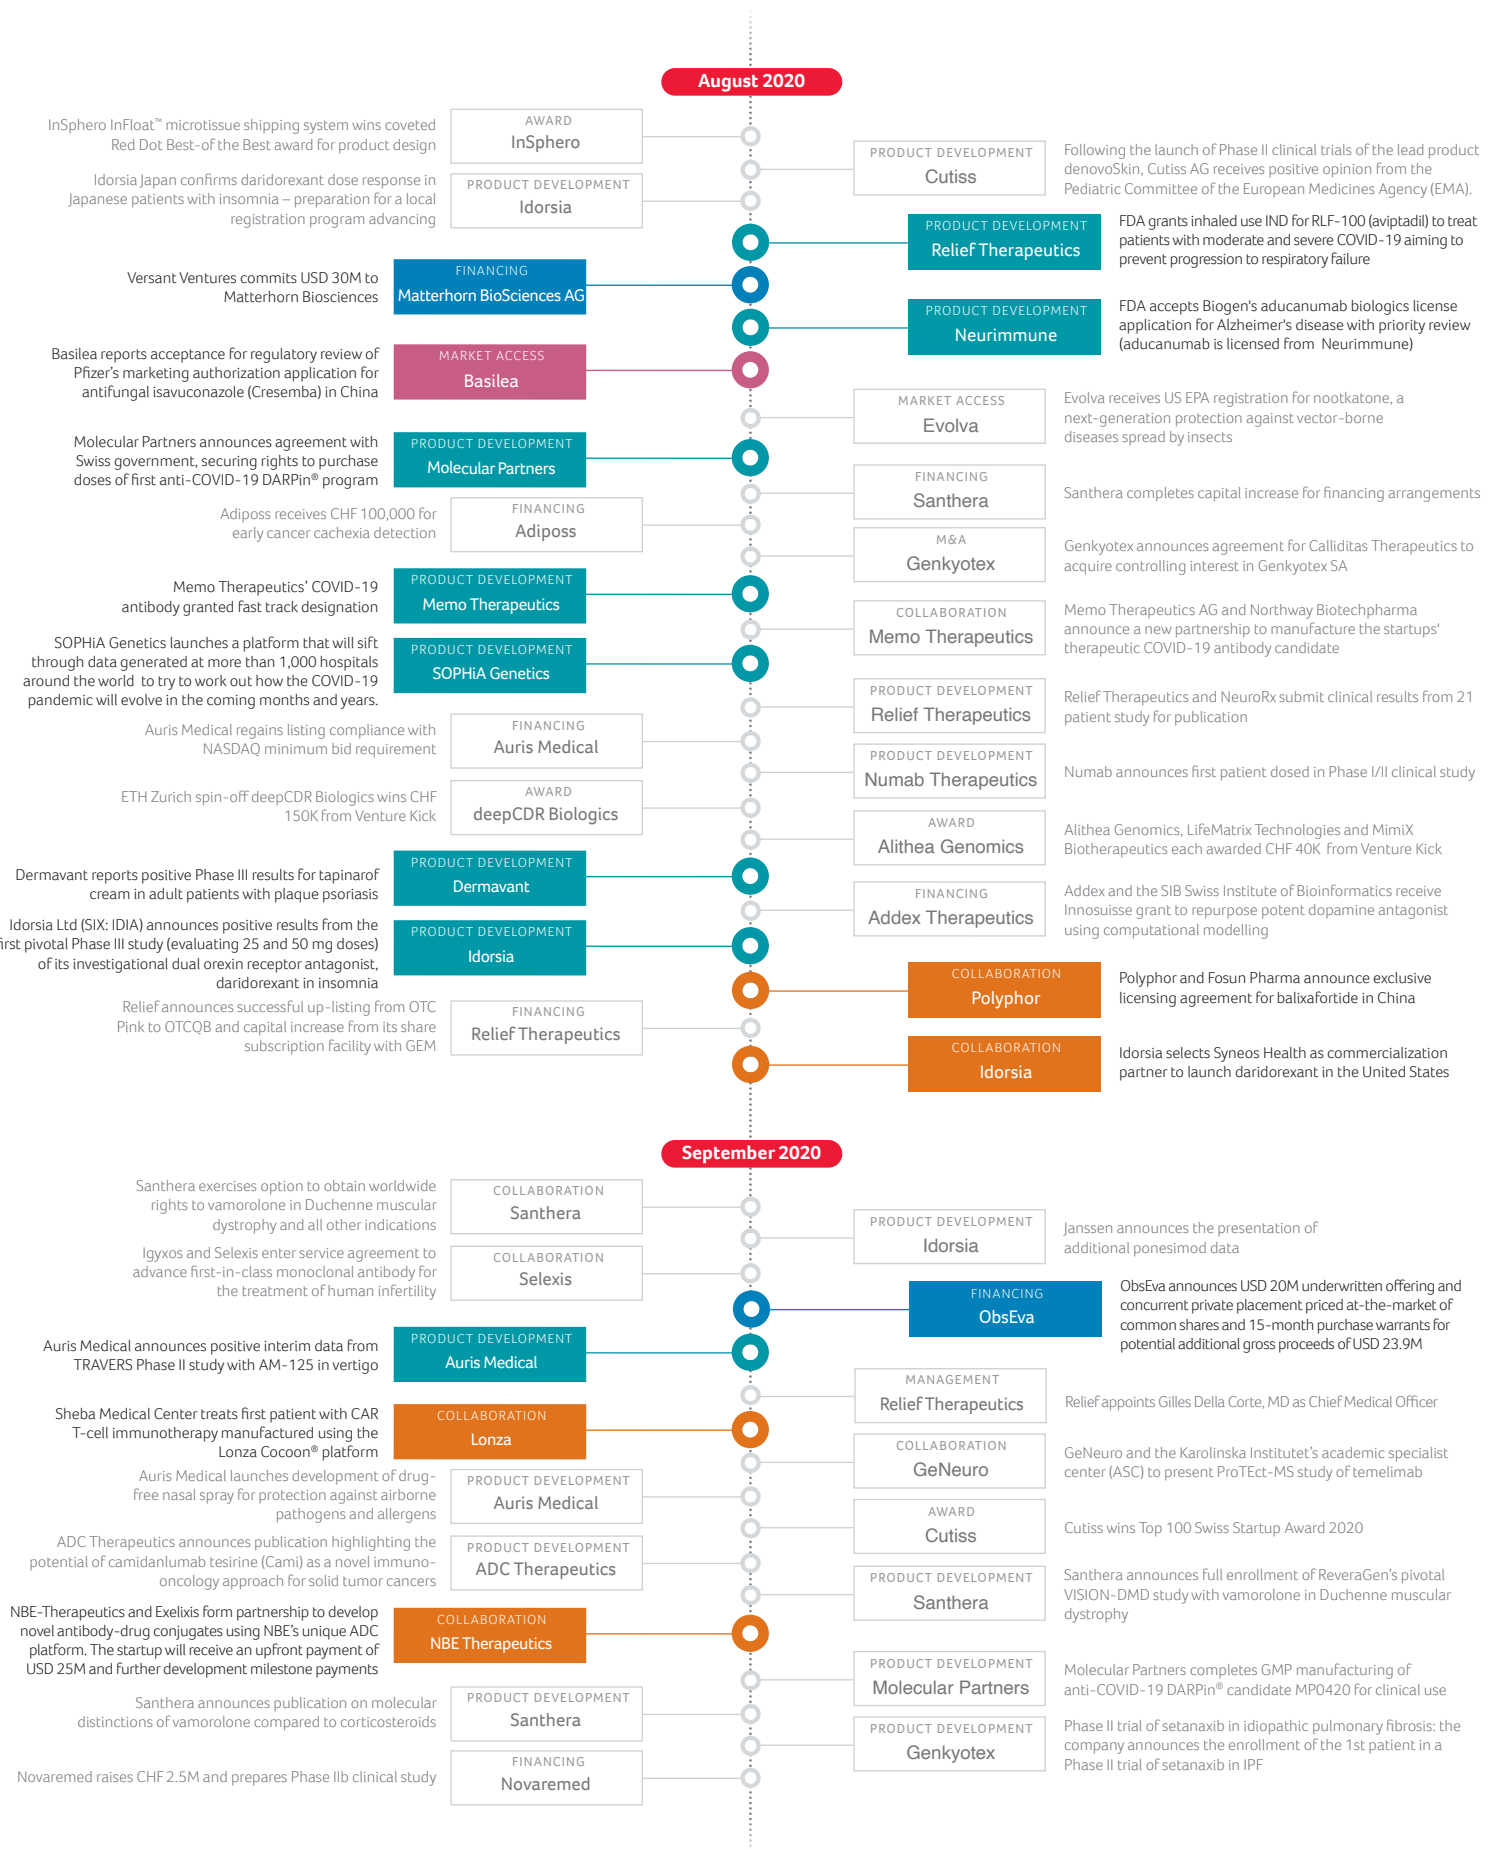 August 2020
AWARD
InSphero
InSphero InFloat™ microtissue shipping system wins coveted
Red Dot Best-of the Best award for product design
PRODUCT DEVELOPMENT
Cutiss
Following the launch of Phase II clinical trials of the lead product
denovoSkin, Cutiss AG receives positive opinion from the
Pediatric Committee of the European Medicines Agency (EMA).
PRODUCT DEVELOPMENT
Idorsia
Idorsia Japan confirms daridorexant dose response in
Japanese patients with insomnia – preparation for a local
registration program advancing
PRODUCT DEVELOPMENT
Relief Therapeutics
FDA grants inhaled use IND for RLF-100 (aviptadil) to treat
patients with moderate and severe COVID-19 aiming to
prevent progression to respiratory failure
FINANCING
Matterhorn BioSciences AG
Versant Ventures commits USD 30M to
Matterhorn Biosciences
PRODUCT DEVELOPMENT
Neurimmune
FDA accepts Biogen's aducanumab biologics license
application for Alzheimer's disease with priority review
(aducanumab is licensed from Neurimmune)
MARKET ACCESS
Basilea
Basilea reports acceptance for regulatory review of
Pfizer's marketing authorization application for
antifungal isavuconazole (Cresemba) in China
MARKET ACCESS
Evolva
Evolva receives US EPA registration for nootkatone, a
next-generation protection against vector-borne
diseases spread by insects
PRODUCT DEVELOPMENT
Molecular Partners
Molecular Partners announces agreement with
Swiss government, securing rights to purchase
doses of first anti-COVID-19 DARPin® program
FINANCING
Santhera
Santhera completes capital increase for financing arrangements
FINANCING
Adiposs
Adiposs receives CHF 100,000 for
early cancer cachexia detection
M&A
Genkyotex
Genkyotex announces agreement for Calliditas Therapeutics to
acquire controlling interest in Genkyotex SA
PRODUCT DEVELOPMENT
Memo Therapeutics
Memo Therapeutics’ COVID-19
antibody granted fast track designation
COLLABORATION
Memo Therapeutics
Memo Therapeutics AG and Northway Biotechpharma
announce a new partnership to manufacture the startups'
therapeutic COVID-19 antibody candidate
PRODUCT DEVELOPMENT
SOPHiA Genetics
SOPHiA Genetics launches a platform that will sift
through data generated at more than 1,000 hospitals
around the world to try to work out how the COVID-19
pandemic will evolve in the coming months and years.
PRODUCT DEVELOPMENT
Relief Therapeutics
Relief Therapeutics and NeuroRx submit clinical results from 21
patient study for publication
FINANCING
Auris Medical
Auris Medical regains listing compliance with
NASDAQ minimum bid requirement
PRODUCT DEVELOPMENT
Numab Therapeutics
Numab announces first patient dosed in Phase I/II clinical study
AWARD
deepCDR Biologics
ETH Zurich spin-off deepCDR Biologics wins CHF
150K from Venture Kick
AWARD
Alithea Genomics
Alithea Genomics, LifeMatrix Technologies and MimiX
Biotherapeutics each awarded CHF 40K from Venture Kick
PRODUCT DEVELOPMENT
Dermavant
Dermavant reports positive Phase III results for tapinarof
cream in adult patients with plaque psoriasis
FINANCING
Addex Therapeutics
Addex and the SIB Swiss Institute of Bioinformatics receive
Innosuisse grant to repurpose potent dopamine antagonist
using computational modelling
PRODUCT DEVELOPMENT
Idorsia
Idorsia Ltd (SIX: IDIA) announces positive results from the
first pivotal Phase III study (evaluating 25 and 50 mg doses)
of its investigational dual orexin receptor antagonist,
daridorexant in insomnia
COLLABORATION
Polyphor
Polyphor and Fosun Pharma announce exclusive
licensing agreement for balixafortide in China
FINANCING
Relief Therapeutics
Relief announces successful up-listing from OTC
Pink to OTCQB and capital increase from its share
subscription facility with GEM
COLLABORATION
Idorsia
Idorsia selects Syneos Health as commercialization
partner to launch daridorexant in the United States
September 2020
COLLABORATION
Santhera
Santhera exercises option to obtain worldwide
rights to vamorolone in Duchenne muscular
dystrophy and all other indications
PRODUCT DEVELOPMENT
Idorsia
Janssen announces the presentation of
additional ponesimod data
COLLABORATION
Selexis
Igyxos and Selexis enter service agreement to
advance first-in-class monoclonal antibody for
the treatment of human infertility
FINANCING
ObsEva
ObsEva announces USD 20M underwritten offering and
concurrent private placement priced at-the-market of
common shares and 15-month purchase warrants for
potential additional gross proceeds of USD 23.9M
PRODUCT DEVELOPMENT
Auris Medical
Auris Medical announces positive interim data from
TRAVERS Phase II study with AM-125 in vertigo
MANAGEMENT
Relief Therapeutics
Relief appoints Gilles Della Corte, MD as Chief Medical Officer
COLLABORATION
Lonza
Sheba Medical Center treats first patient with CAR
T-cell immunotherapy manufactured using the
Lonza Cocoon® platform
COLLABORATION
GeNeuro
GeNeuro and the Karolinska Institutet’s academic specialist
center (ASC) to present ProTEct-MS study of temelimab
PRODUCT DEVELOPMENT
Auris Medical
Auris Medical launches development of drug-
free nasal spray for protection against airborne
pathogens and allergens
AWARD
Cutiss
Cutiss wins Top 100 Swiss Startup Award 2020
PRODUCT DEVELOPMENT
ADC Therapeutics
ADC Therapeutics announces publication highlighting the
potential of camidanlumab tesirine (Cami) as a novel immuno-
oncology approach for solid tumor cancers
PRODUCT DEVELOPMENT
Santhera
Santhera announces full enrollment of ReveraGen’s pivotal
VISION-DMD study with vamorolone in Duchenne muscular
dystrophy
COLLABORATION
NBE Therapeutics
NBE-Therapeutics and Exelixis form partnership to develop
novel antibody-drug conjugates using NBE’s unique ADC
platform. The startup will receive an upfront payment of
USD 25M and further development milestone payments
PRODUCT DEVELOPMENT
Molecular Partners
Molecular Partners completes GMP manufacturing of
anti-COVID-19 DARPin® candidate MP0420 for clinical use
PRODUCT DEVELOPMENT
Santhera
Santhera announces publication on molecular
distinctions of vamorolone compared to corticosteroids
PRODUCT DEVELOPMENT
Genkyotex
Phase II trial of setanaxib in idiopathic pulmonary fibrosis: the
company announces the enrollment of the 1st patient in a
Phase II trial of setanaxib in IPF
FINANCING
Novaremed
Novaremed raises CHF 2.5M and prepares Phase IIb clinical study